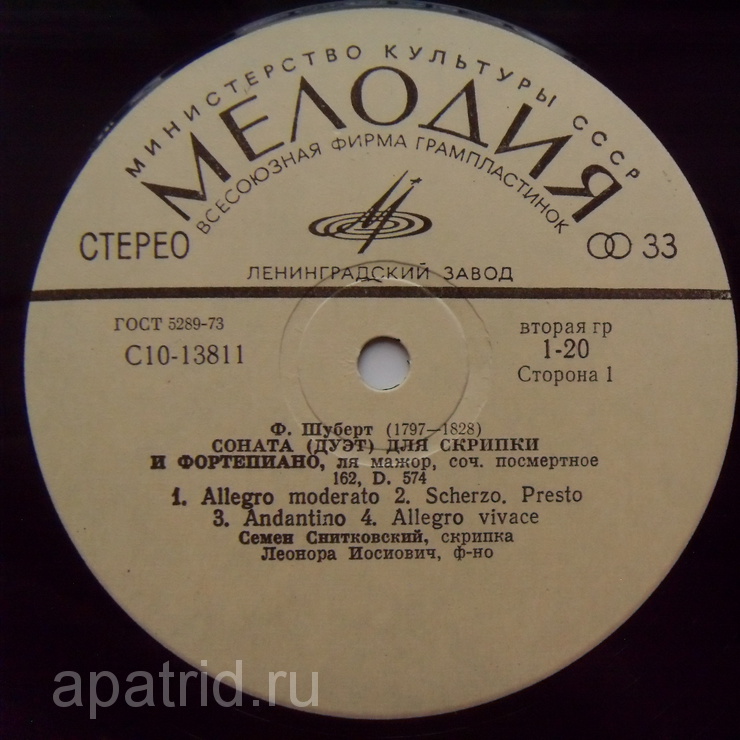 МИНИСТЕРСТВО КУЛЬТУРЫ СССР
МЕЛОДИЯ
ВСЕСОЮЗНАЯ ФИРМА ГРАМПЛАСТИНОК
СТЕРЕО
33
ЛЕНИНГРАДСКИЙ ЗАВОД
ГОСТ 5289-73
С10-13811
вторая гр
1-20
Сторона 1
Ф. Шуберт (1797—1828)
СОНАТА (ДУЭТ) ДЛЯ СКРИПКИ
И ФОРТЕПИАНО, ля мажор, соч. посмертное
162, D. 574
1. Allegro moderato 2. Scherzo. Presto
3. Andantino 4. Allegro vivace
Семен Снитковский, скрипка
Леонора Иосиович, ф-но
apatrid.ru